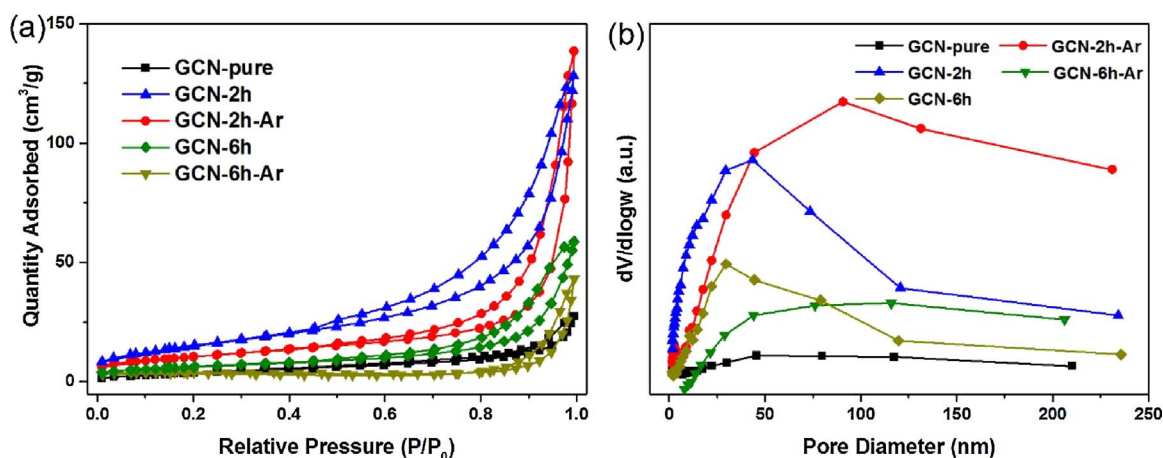 (a)
150
100
50
0
Quantity Adsorbed (cm³/g)
GCN-pure
GCN-2h
GCN-2h-Ar
GCN-6h
GCN-6h-Ar
0.0 0.2 0.4 0.6 0.8 1.0
Relative Pressure (P/P₀)
(b)
dV/dlogw (a.u.)
GCN-pure GCN-2h-Ar
GCN-2h GCN-6h-Ar
GCN-6h
0 50 100 150 200 250
Pore Diameter (nm)